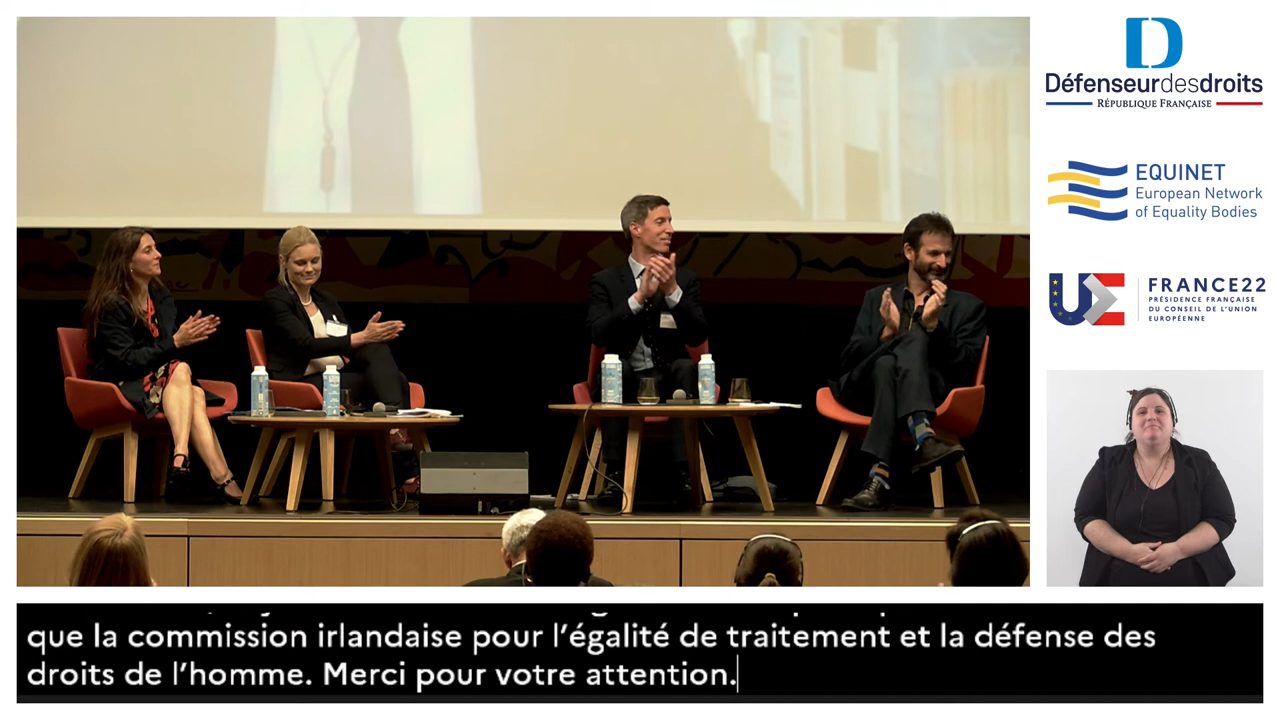 Défenseurdesdroits
RÉPUBLIQUE FRANÇAISE
EQUINET
European Network
of Equality Bodies
UE
FRANCE22
PRÉSIDENCE FRANÇAISE
DU CONSEIL DE L'UNION
EUROPÉENNE
que la commission irlandaise pour l'égalité de traitement et la défense des
droits de l'homme. Merci pour votre attention.